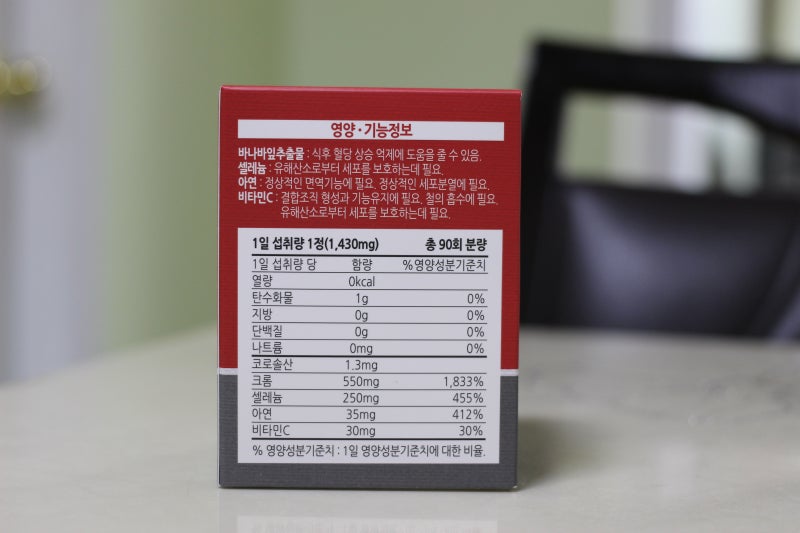 영양·기능정보
바나바잎추출물 : 식후 혈당 상승 억제에 도움을 줄 수 있음.
셀레늄 : 유해산소로부터 세포를 보호하는데 필요.
아연 : 정상적인 면역기능에 필요. 정상적인 세포분열에 필요.
비타민C : 결합조직 형성과 기능유지에 필요. 철의 흡수에 필요.
유해산소로부터 세포를 보호하는데 필요.
1일 섭취량 1정(1,430mg) 총 90회 분량
1일 섭취량 당 함량 %영양성분기준치
열량 0kcal
탄수화물 1g 0%
지방 0g 0%
단백질 0g 0%
나트륨 0mg 0%
코로솔산 1.3mg
크롬 550mg 1,833%
셀레늄 250mg 455%
아연 35mg 412%
비타민C 30mg 30%
% 영양성분기준치 : 1일 영양성분기준치에 대한 비율.